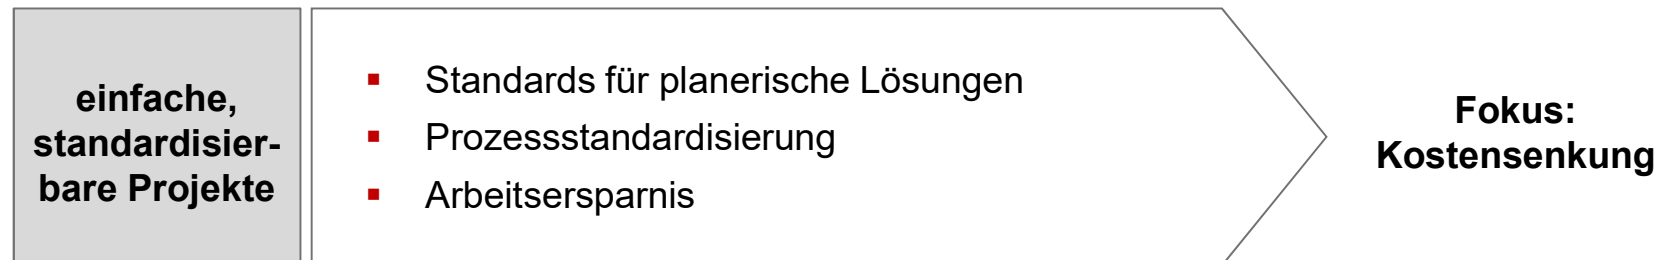 einfache,
standardisier-
bare Projekte
▪ Standards für planerische Lösungen
▪ Prozessstandardisierung
▪ Arbeitsersparnis
Fokus:
Kostensenkung